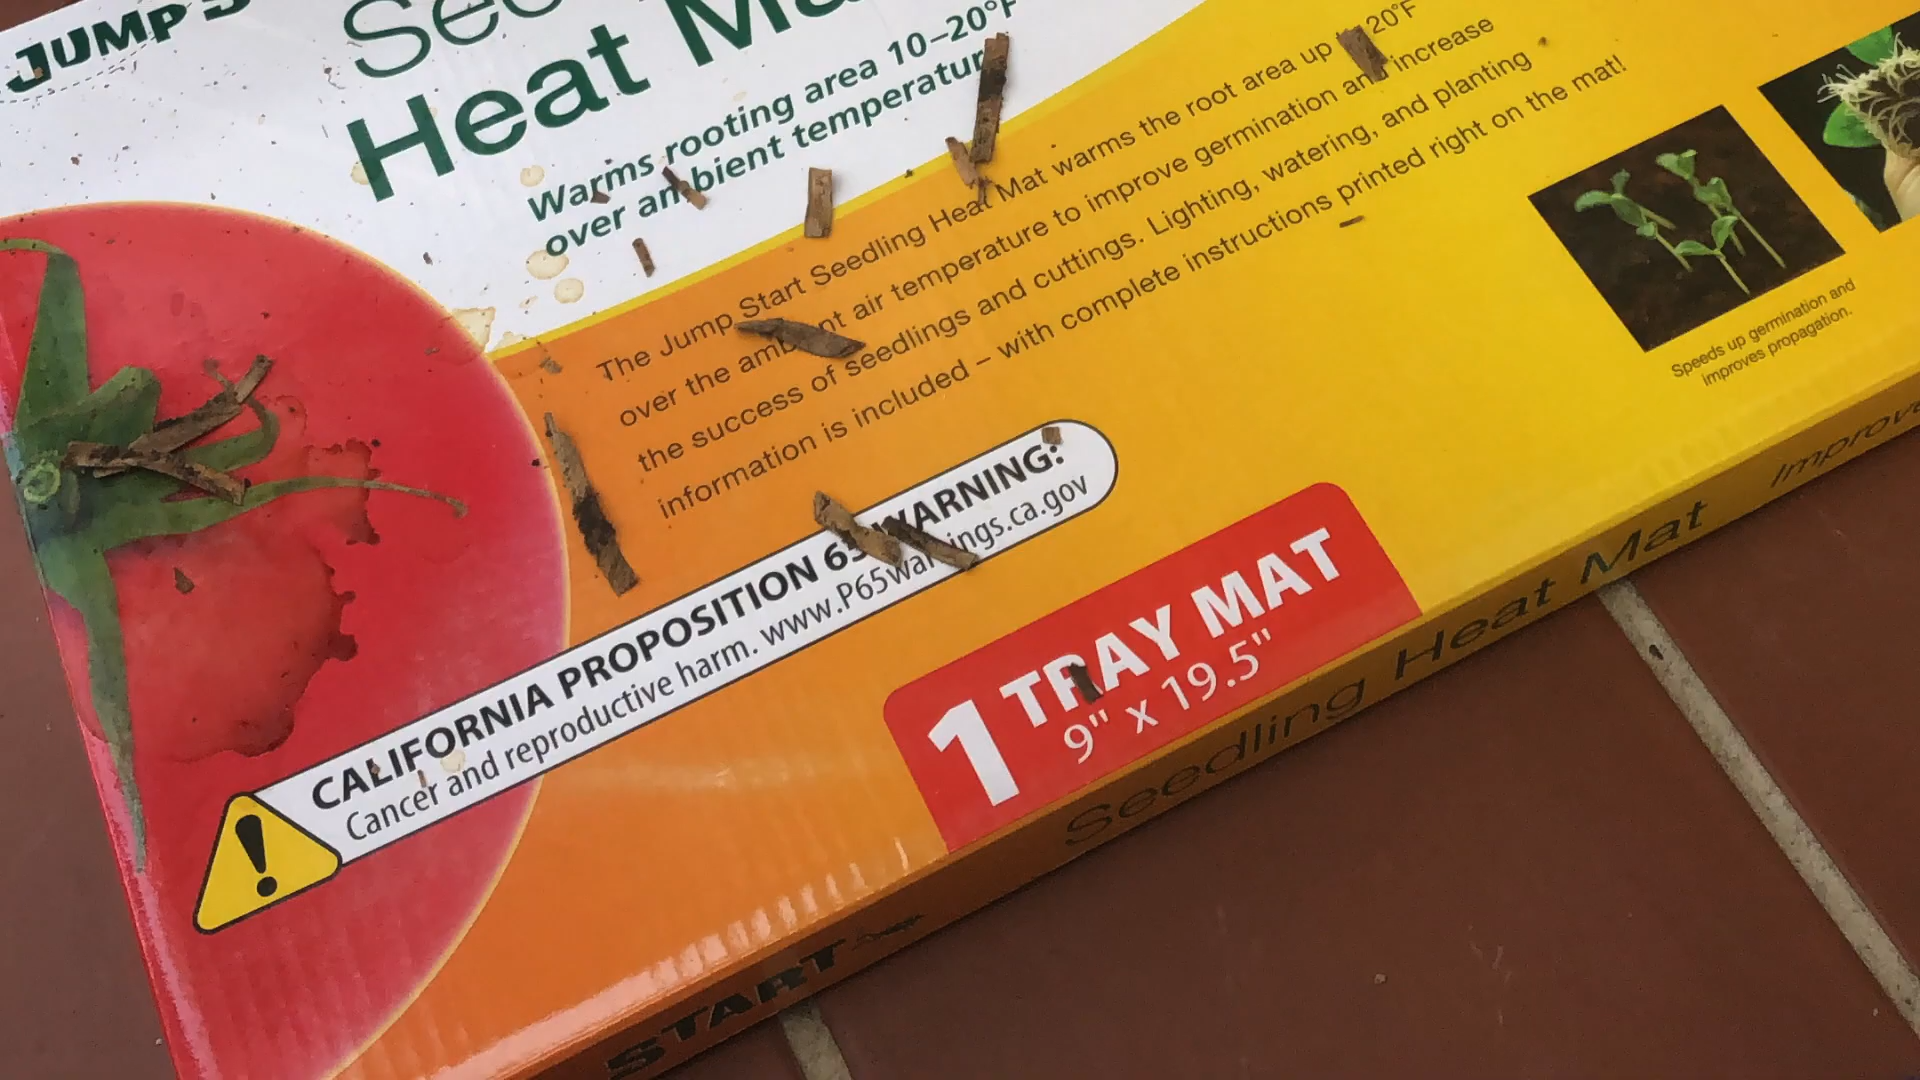 JUMP S
Heat Ma
Warms rooting area 10–20°F
over ambient temperatur
The Jump Start Seedling Heat Mat warms the root area up 20°F
over the ambient air temperature to improve germination and increase
the success of seedlings and cuttings. Lighting, watering, and planting
information is included – with complete instructions printed right on the mat!
Speeds up germination and
improves propagation.
CALIFORNIA PROPOSITION 65 WARNING:
Cancer and reproductive harm. www.P65warnings.ca.gov
1 TRAY MAT
9" x 19.5"
START Seedling Heat Mat Improve